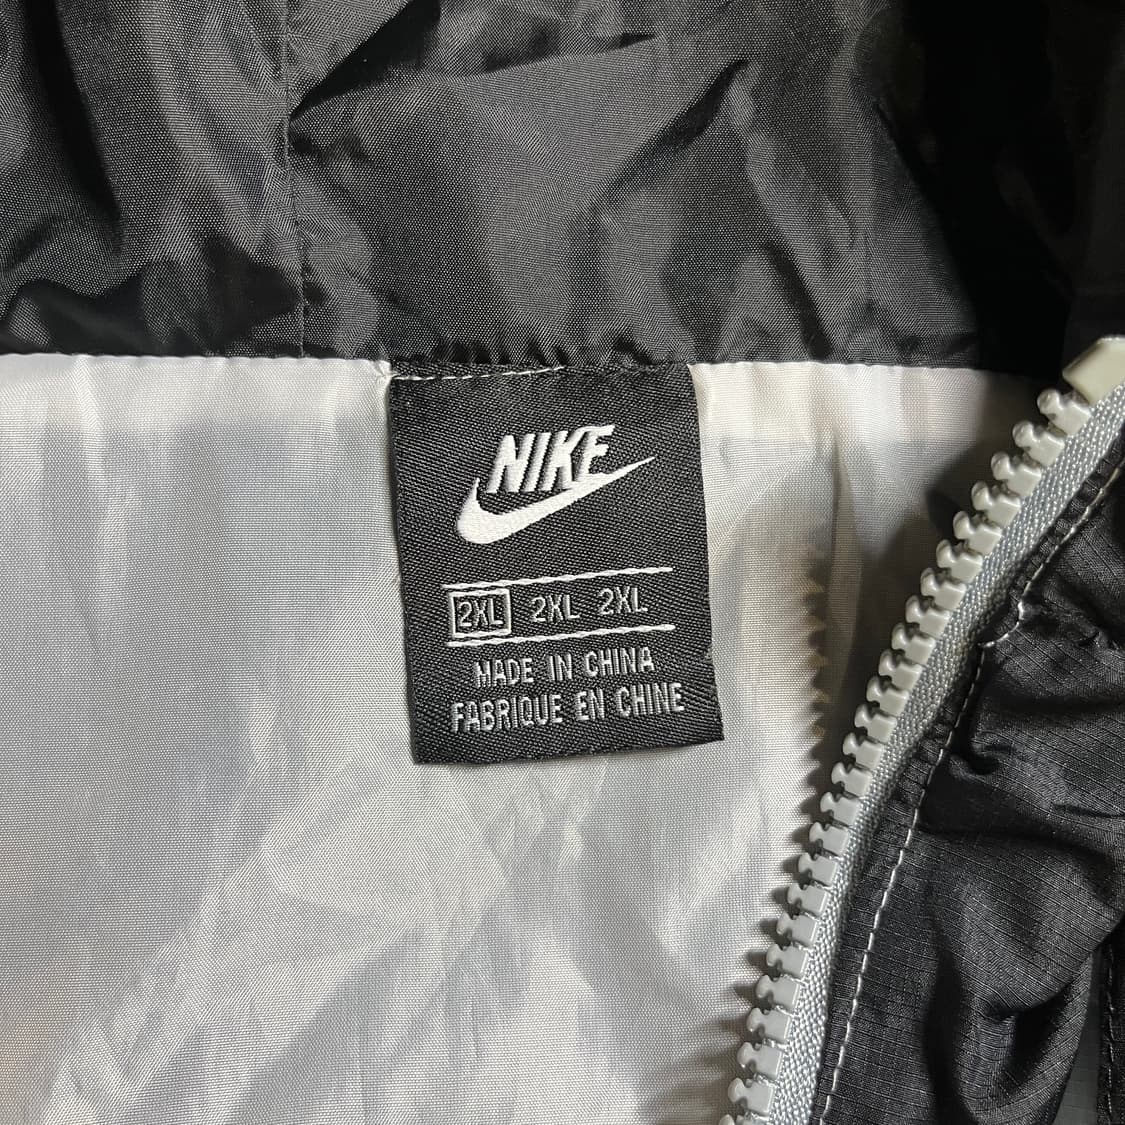 NIKE
2XL 2XL 2XL
MADE IN CHINA
FABRIQUE EN CHINE